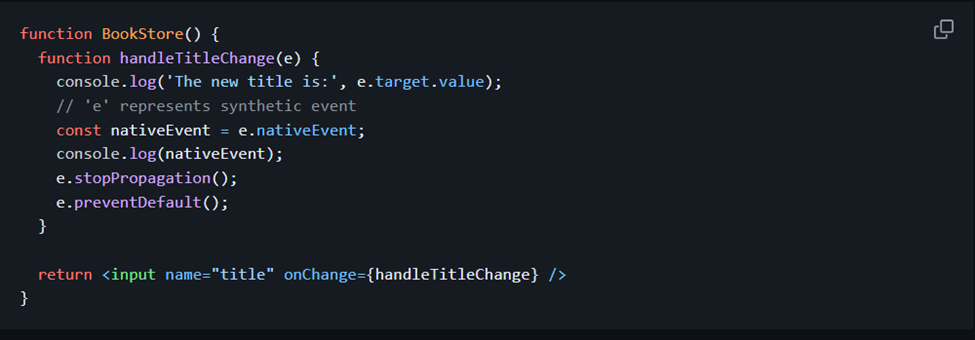 function BookStore() {
  function handleTitleChange(e) {
    console.log('The new title is:', e.target.value);
    // 'e' represents synthetic event
    const nativeEvent = e.nativeEvent;
    console.log(nativeEvent);
    e.stopPropagation();
    e.preventDefault();
  }
  return <input name="title" onChange={handleTitleChange} />
}